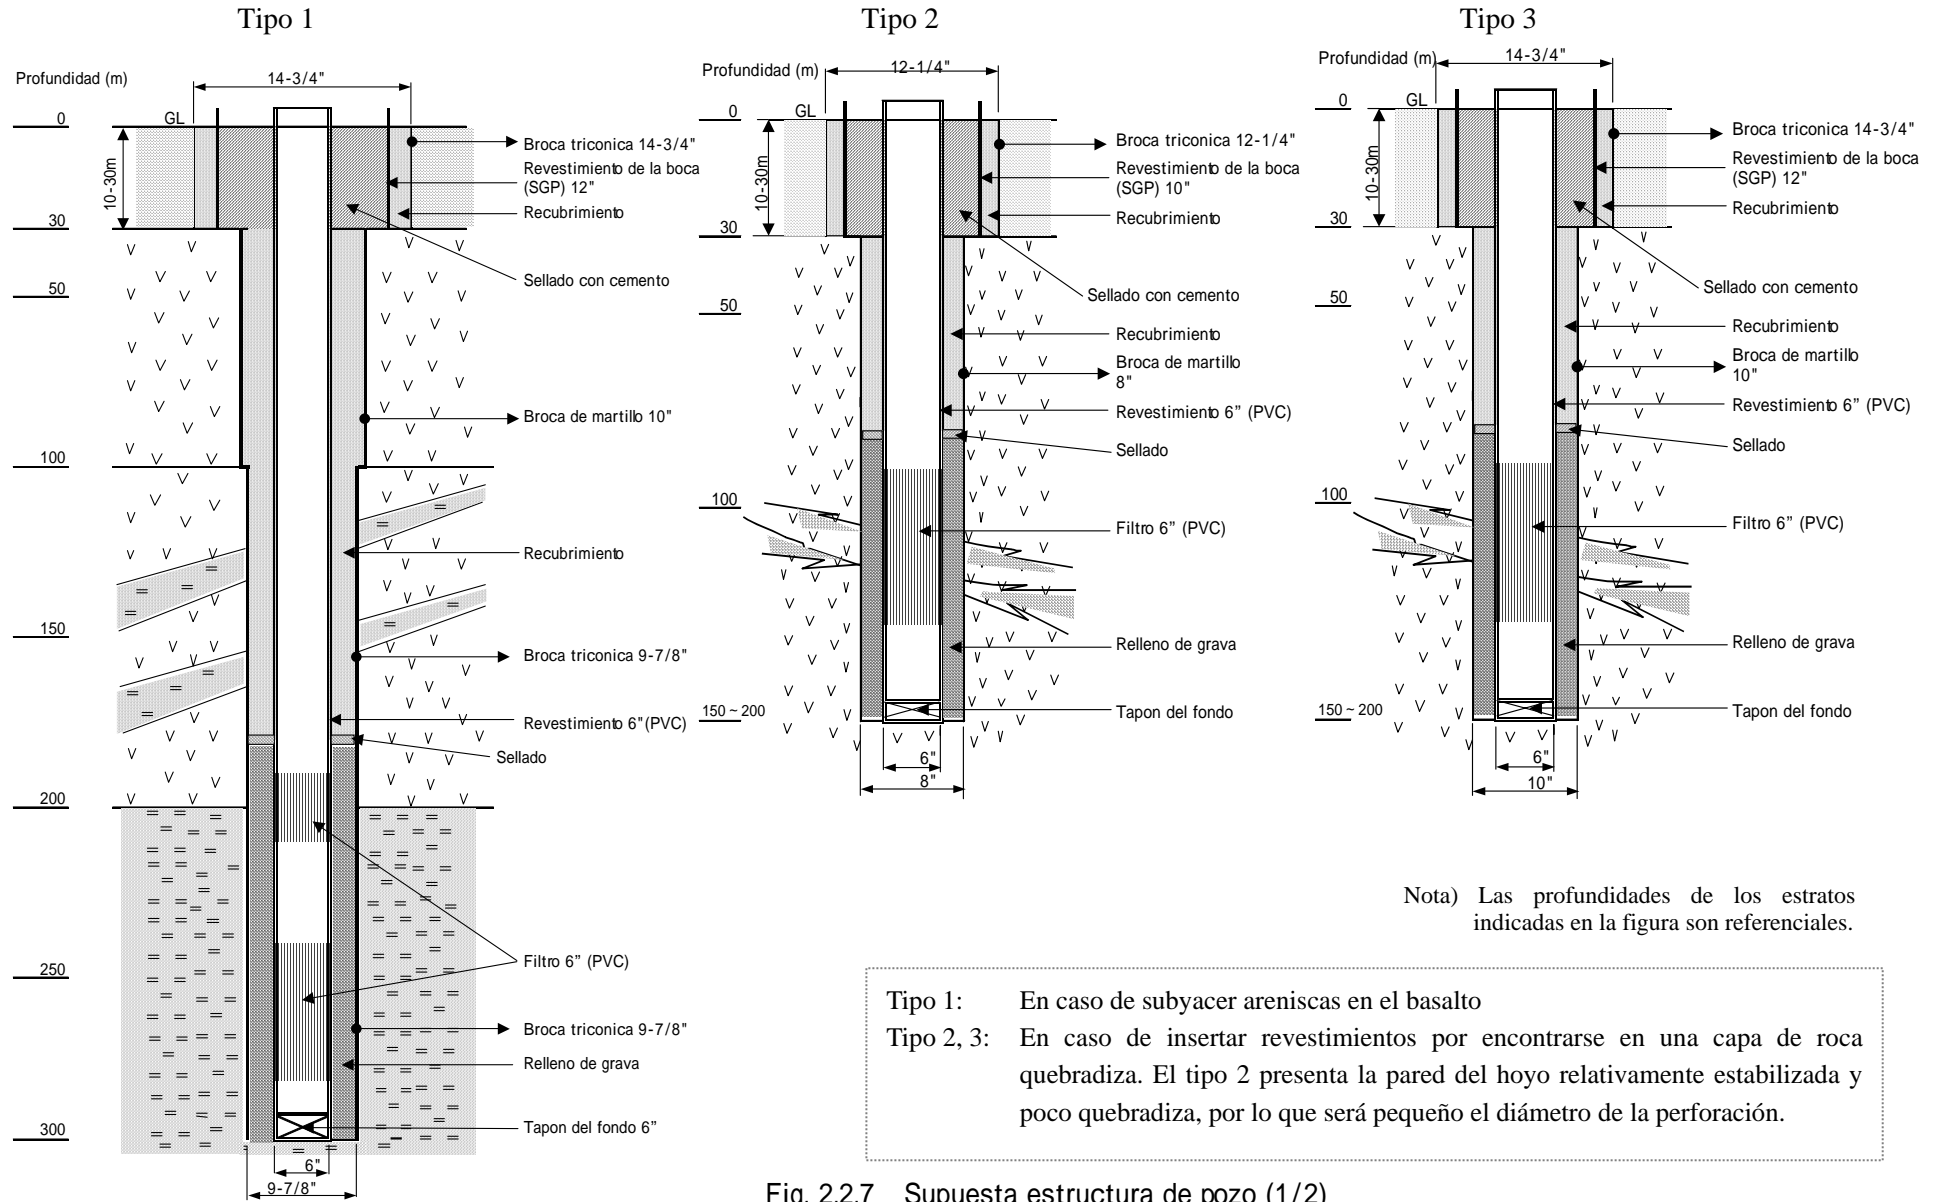 Tipo 1
Profundidad (m)
14-3/4"
GL
0
10-30m
30
50
100
150
200
250
300
Broca triconica 14-3/4"
Revestimiento de la boca
(SGP) 12"
Recubrimiento
Sellado con cemento
Broca de martillo 10"
Recubrimiento
Broca triconica 9-7/8"
Revestimiento 6"(PVC)
Sellado
Filtro 6” (PVC)
Broca triconica 9-7/8"
Relleno de grava
Tapon del fondo 6”
6"
9-7/8"
Tipo 2
Profundidad (m)
12-1/4"
GL
0
10-30m
30
50
100
150 ~ 200
Broca triconica 12-1/4"
Revestimiento de la boca
(SGP) 10"
Recubrimiento
Sellado con cemento
Recubrimiento
Broca de martillo
8"
Revestimiento 6” (PVC)
Sellado
Filtro 6” (PVC)
Relleno de grava
Tapon del fondo
6"
8"
Tipo 3
Profundidad (m)
14-3/4"
GL
0
10-30m
30
50
100
150 ~ 200
Broca triconica 14-3/4"
Revestimiento de la boca
(SGP) 12"
Recubrimiento
Sellado con cemento
Recubrimiento
Broca de martillo
10"
Revestimiento 6” (PVC)
Sellado
Filtro 6” (PVC)
Relleno de grava
Tapon del fondo
6"
10"
Nota) Las profundidades de los estratos
indicadas en la figura son referenciales.
Tipo 1: En caso de subyacer areniscas en el basalto
Tipo 2, 3: En caso de insertar revestimientos por encontrarse en una capa de roca
quebradiza. El tipo 2 presenta la pared del hoyo relativamente estabilizada y
poco quebradiza, por lo que será pequeño el diámetro de la perforación.
Fig. 2.2.7 Supuesta estructura de pozo (1/2)